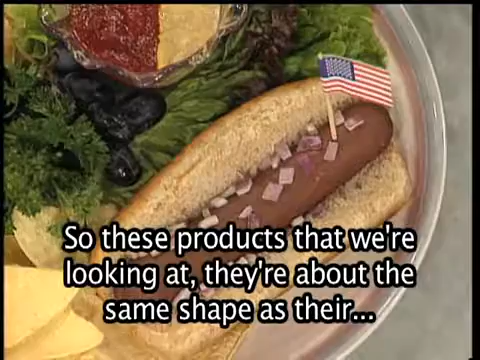 So these products that we're
looking at, they're about the
same shape as their...